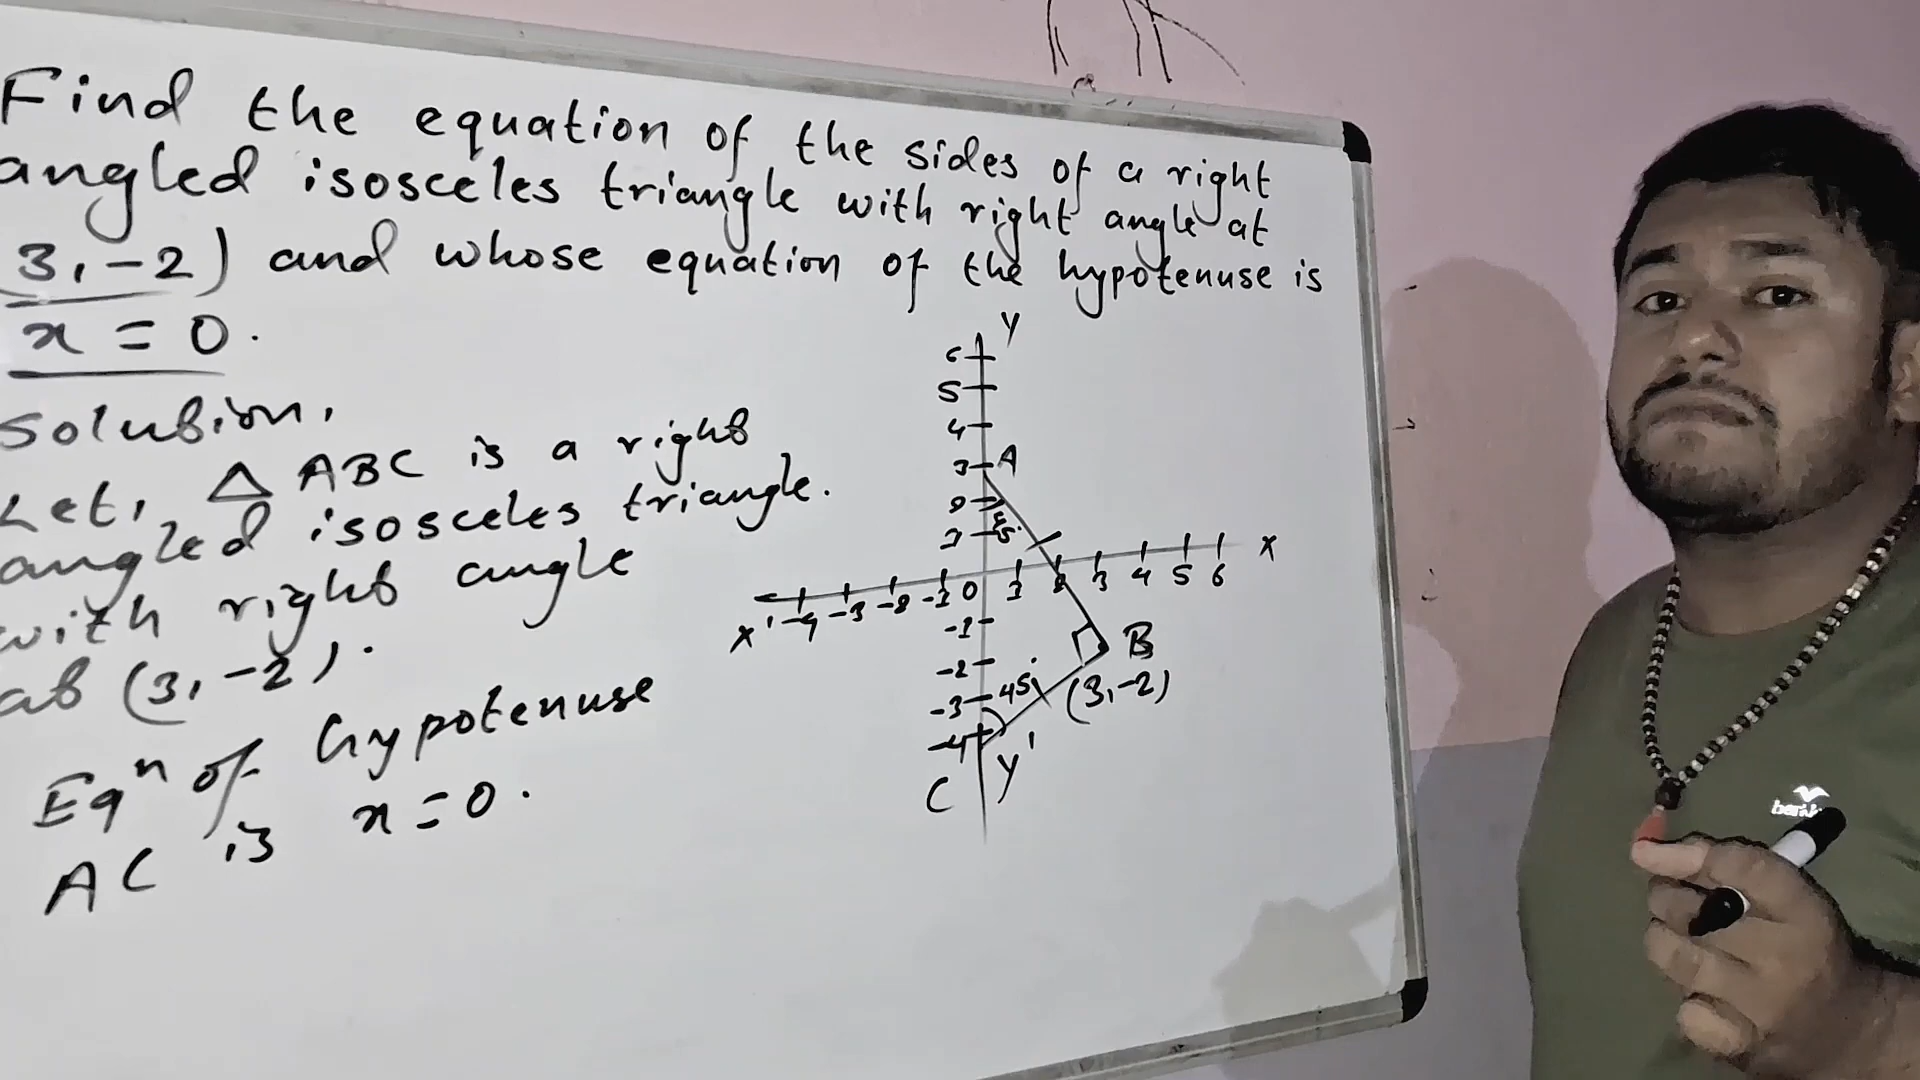 Find the equation of the sides of a right
angled isosceles triangle with right angle at
(3, -2) and whose equation of the hypotenuse is
x = 0.
Solution,
Let, △ ABC is a right
angled isosceles triangle.
with right angle
at (3, -2).
Eqⁿ of hypotenuse
AC is x = 0.
Y
6
5
4
3 A
45°
X' -4 -3 -2 -1 0 1 2 3 4 5 6 X
-1
B
-2
45°
(3, -2)
-3
-4
Y'
C